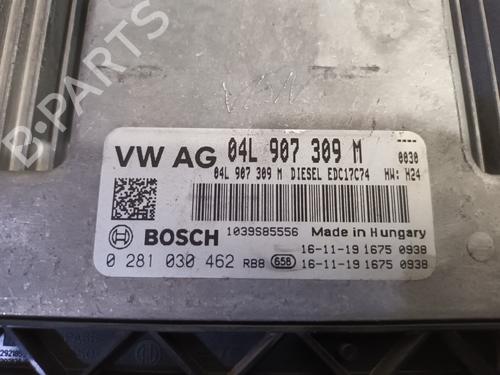 B-PARTS
VW AG 04L 907 309 M 0030
04L 907 309 M DIESEL EDC17C74 HW: H24
BOSCH 1039S85556 Made in Hungary
16-11-19 1675 0938
0 281 030 462 RB8 658 16-11-19 1675 0938